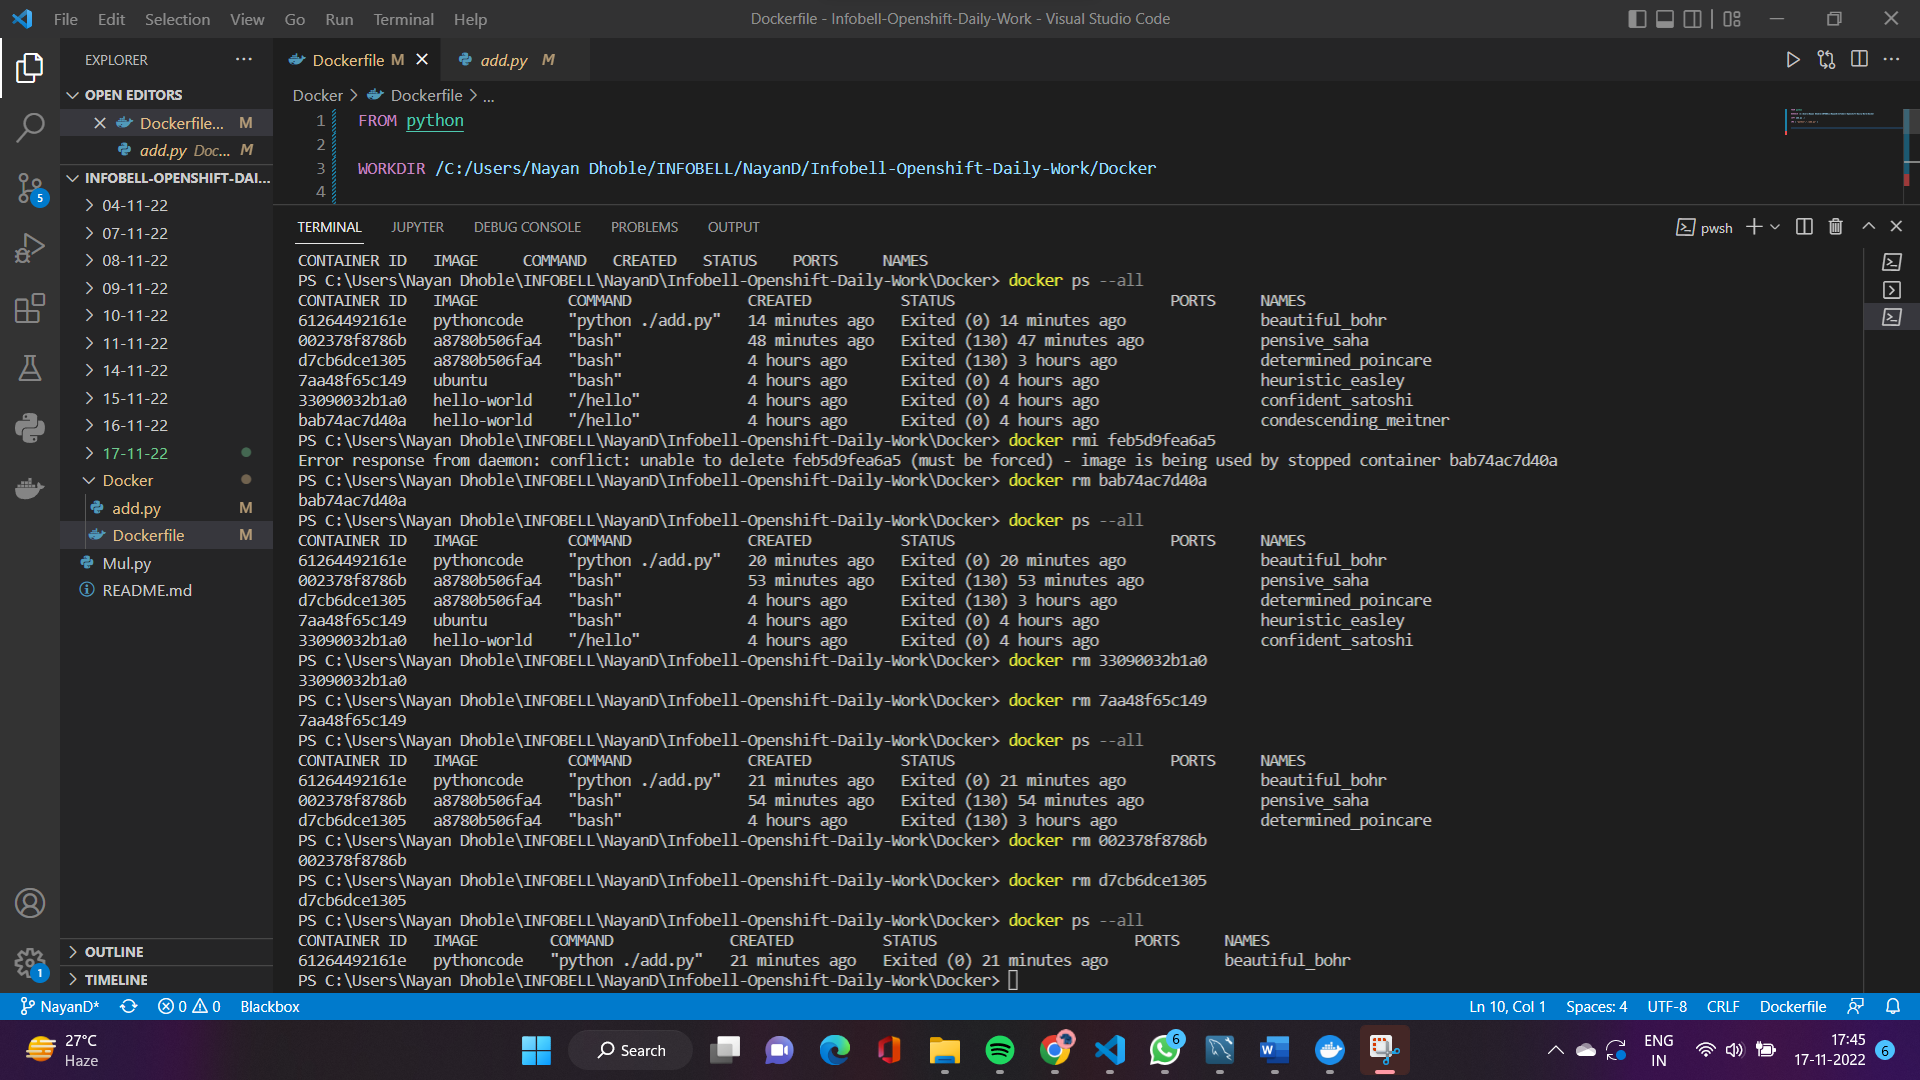 File Edit Selection View Go Run Terminal Help
Dockerfile - Infobell-Openshift-Daily-Work - Visual Studio Code
EXPLORER
OPEN EDITORS
Dockerfile... M
add.py Doc... M
INFOBELL-OPENSHIFT-DAI...
04-11-22
07-11-22
08-11-22
09-11-22
10-11-22
11-11-22
14-11-22
15-11-22
16-11-22
17-11-22
Docker
add.py M
Dockerfile M
Mul.py
README.md
OUTLINE
TIMELINE
5
1
Dockerfile M
add.py M
Docker > Dockerfile > ...
1 FROM python
2
3 WORKDIR /C:/Users/Nayan Dhoble/INFOBELL/NayanD/Infobell-Openshift-Daily-Work/Docker
4
TERMINAL JUPYTER DEBUG CONSOLE PROBLEMS OUTPUT
pwsh
CONTAINER ID IMAGE COMMAND CREATED STATUS PORTS NAMES
PS C:\Users\Nayan Dhoble\INFOBELL\NayanD\Infobell-Openshift-Daily-Work\Docker> docker ps --all
CONTAINER ID IMAGE COMMAND CREATED STATUS PORTS NAMES
61264492161e pythoncode "python ./add.py" 14 minutes ago Exited (0) 14 minutes ago beautiful_bohr
002378f8786b a8780b506fa4 "bash" 48 minutes ago Exited (130) 47 minutes ago pensive_saha
d7cb6dce1305 a8780b506fa4 "bash" 4 hours ago Exited (130) 3 hours ago determined_poincare
7aa48f65c149 ubuntu "bash" 4 hours ago Exited (0) 4 hours ago heuristic_easley
33090032b1a0 hello-world "/hello" 4 hours ago Exited (0) 4 hours ago confident_satoshi
bab74ac7d40a hello-world "/hello" 4 hours ago Exited (0) 4 hours ago condescending_meitner
PS C:\Users\Nayan Dhoble\INFOBELL\NayanD\Infobell-Openshift-Daily-Work\Docker> docker rmi feb5d9fea6a5
Error response from daemon: conflict: unable to delete feb5d9fea6a5 (must be forced) - image is being used by stopped container bab74ac7d40a
PS C:\Users\Nayan Dhoble\INFOBELL\NayanD\Infobell-Openshift-Daily-Work\Docker> docker rm bab74ac7d40a
bab74ac7d40a
PS C:\Users\Nayan Dhoble\INFOBELL\NayanD\Infobell-Openshift-Daily-Work\Docker> docker ps --all
CONTAINER ID IMAGE COMMAND CREATED STATUS PORTS NAMES
61264492161e pythoncode "python ./add.py" 20 minutes ago Exited (0) 20 minutes ago beautiful_bohr
002378f8786b a8780b506fa4 "bash" 53 minutes ago Exited (130) 53 minutes ago pensive_saha
d7cb6dce1305 a8780b506fa4 "bash" 4 hours ago Exited (130) 3 hours ago determined_poincare
7aa48f65c149 ubuntu "bash" 4 hours ago Exited (0) 4 hours ago heuristic_easley
33090032b1a0 hello-world "/hello" 4 hours ago Exited (0) 4 hours ago confident_satoshi
PS C:\Users\Nayan Dhoble\INFOBELL\NayanD\Infobell-Openshift-Daily-Work\Docker> docker rm 33090032b1a0
33090032b1a0
PS C:\Users\Nayan Dhoble\INFOBELL\NayanD\Infobell-Openshift-Daily-Work\Docker> docker rm 7aa48f65c149
7aa48f65c149
PS C:\Users\Nayan Dhoble\INFOBELL\NayanD\Infobell-Openshift-Daily-Work\Docker> docker ps --all
CONTAINER ID IMAGE COMMAND CREATED STATUS PORTS NAMES
61264492161e pythoncode "python ./add.py" 21 minutes ago Exited (0) 21 minutes ago beautiful_bohr
002378f8786b a8780b506fa4 "bash" 54 minutes ago Exited (130) 54 minutes ago pensive_saha
d7cb6dce1305 a8780b506fa4 "bash" 4 hours ago Exited (130) 3 hours ago determined_poincare
PS C:\Users\Nayan Dhoble\INFOBELL\NayanD\Infobell-Openshift-Daily-Work\Docker> docker rm 002378f8786b
002378f8786b
PS C:\Users\Nayan Dhoble\INFOBELL\NayanD\Infobell-Openshift-Daily-Work\Docker> docker rm d7cb6dce1305
d7cb6dce1305
PS C:\Users\Nayan Dhoble\INFOBELL\NayanD\Infobell-Openshift-Daily-Work\Docker> docker ps --all
CONTAINER ID IMAGE COMMAND CREATED STATUS PORTS NAMES
61264492161e pythoncode "python ./add.py" 21 minutes ago Exited (0) 21 minutes ago beautiful_bohr
PS C:\Users\Nayan Dhoble\INFOBELL\NayanD\Infobell-Openshift-Daily-Work\Docker>
NayanD* 0 0 Blackbox Ln 10, Col 1 Spaces: 4 UTF-8 CRLF Dockerfile
27°C
Haze
Search
6
ENG
IN
17:45
17-11-2022
6